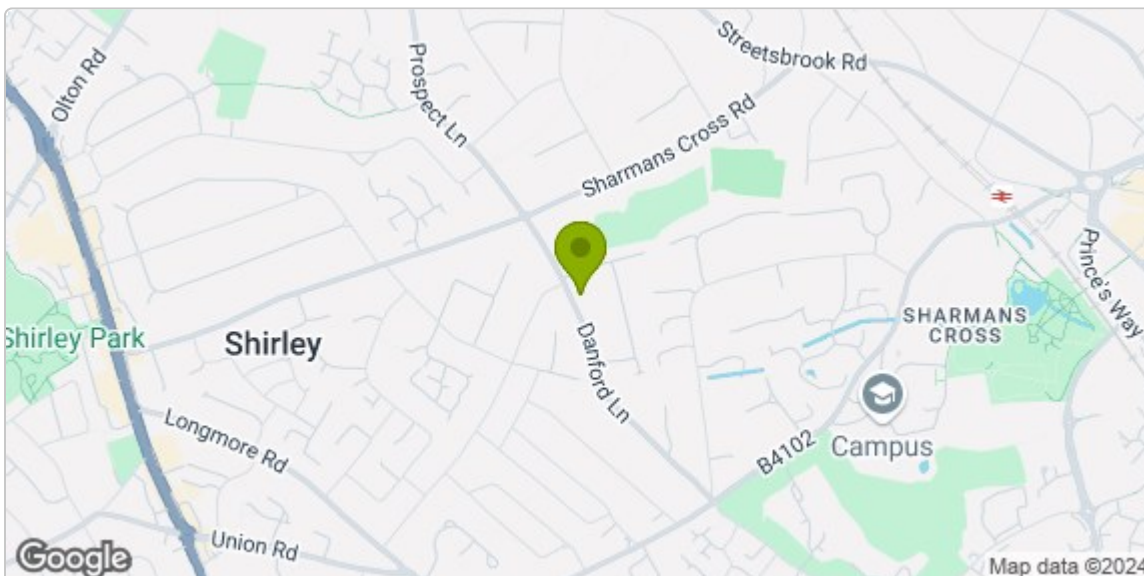 Olton Rd
Prospect Ln
Streetsbrook Rd
Sharmans Cross Rd
Prince's Way
SHARMANS
CROSS
Shirley Park
Shirley
Danford Ln
Longmore Rd
B4102
Campus
Union Rd
Google
Map data ©2024